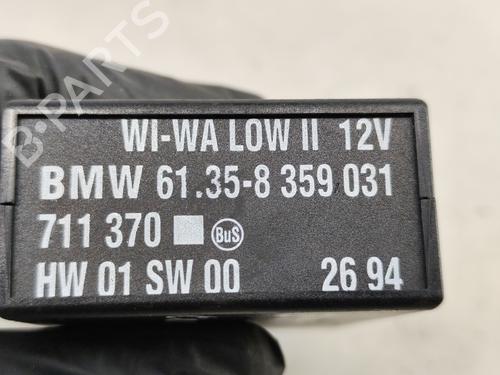 B-PARTS
WI-WA LOW II 12V
BMW 61.35-8 359 031
711 370 BuS
HW 01 SW 00 26 94